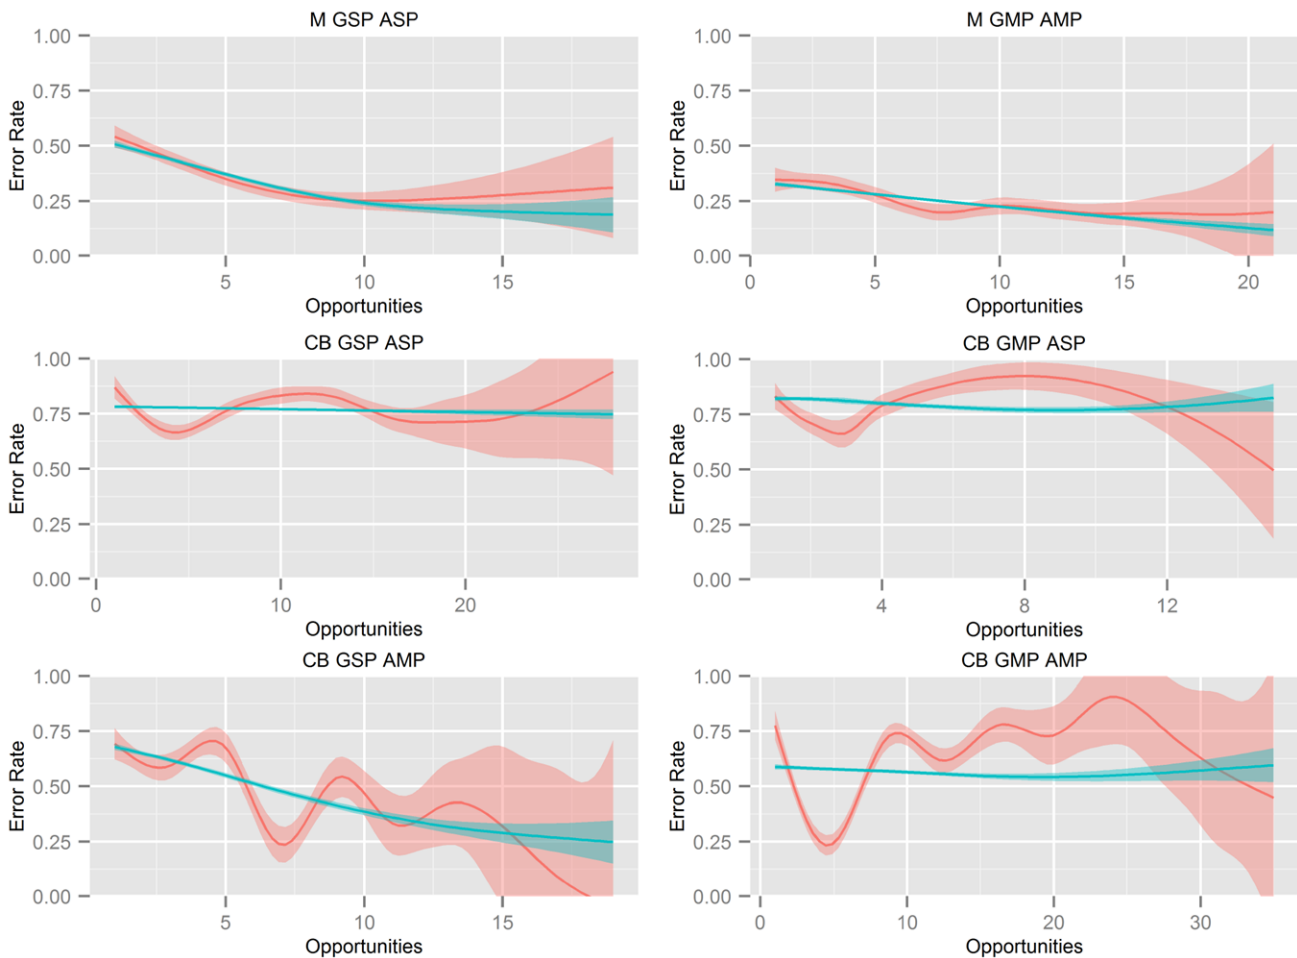 M GSP ASP
1.00
0.75
0.50
0.25
0.00
Error Rate
5
10
15
Opportunities
M GMP AMP
1.00
0.75
0.50
0.25
0.00
Error Rate
0
5
10
15
20
Opportunities
CB GSP ASP
1.00
0.75
0.50
0.25
0.00
Error Rate
0
10
20
Opportunities
CB GMP ASP
1.00
0.75
0.50
0.25
0.00
Error Rate
4
8
12
Opportunities
CB GSP AMP
1.00
0.75
0.50
0.25
0.00
Error Rate
5
10
15
Opportunities
CB GMP AMP
1.00
0.75
0.50
0.25
0.00
Error Rate
0
10
20
30
Opportunities